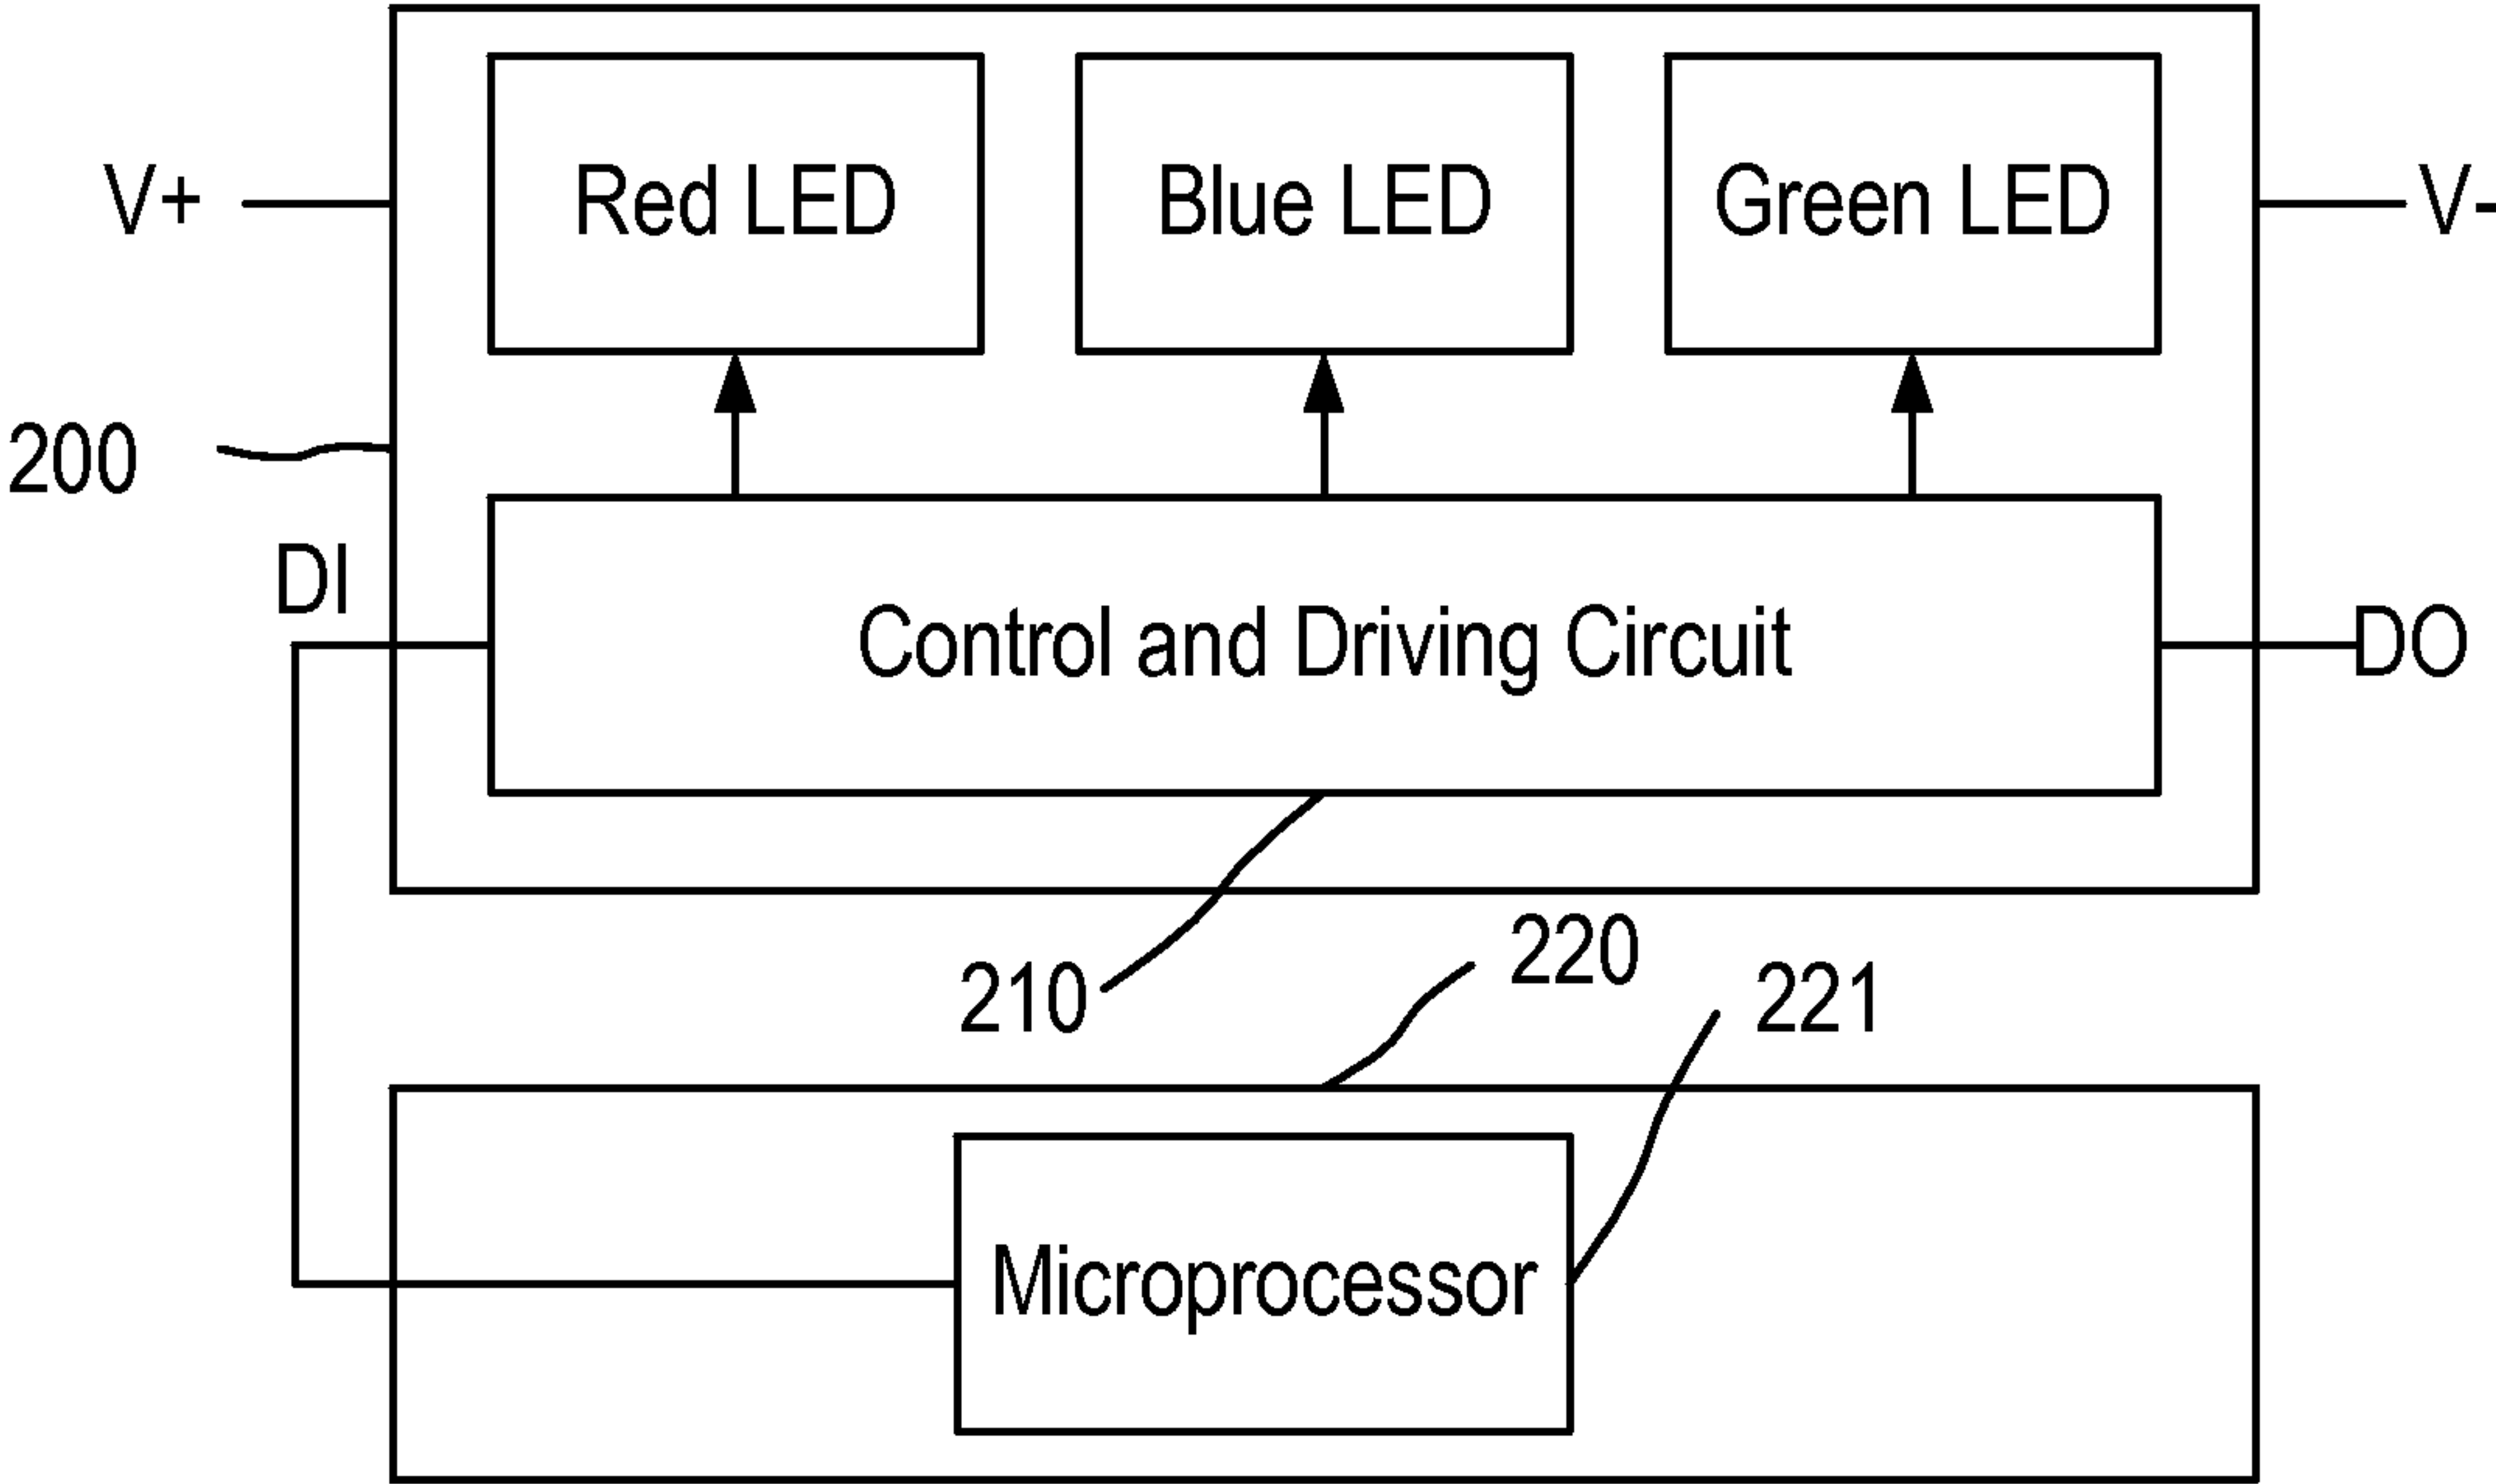 Red LED
Blue LED
Green LED
V+
V-
200
DI
Control and Driving Circuit
DO
220
210
221
Microprocessor